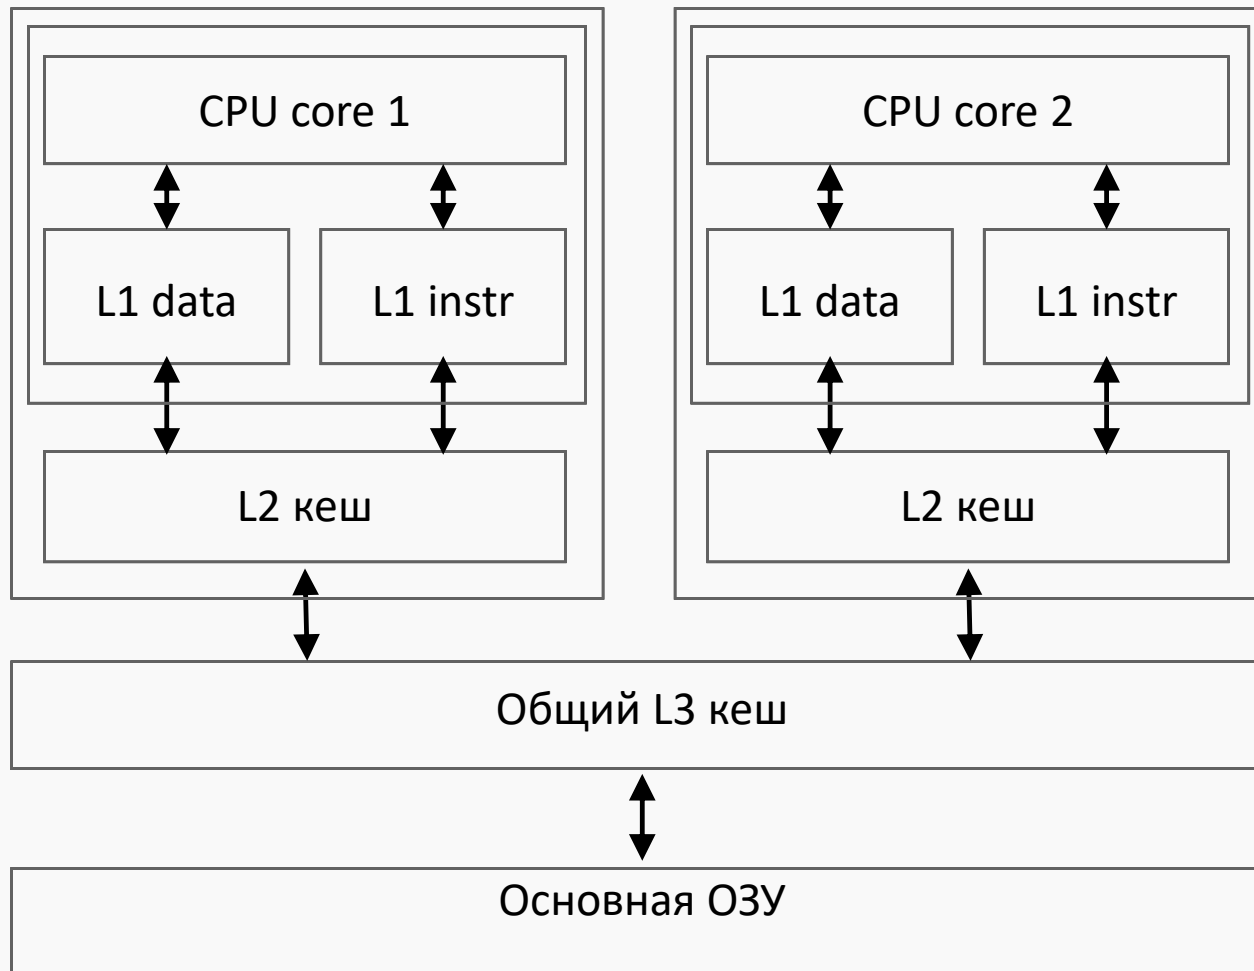 CPU core 1
CPU core 2
L1 data
L1 instr
L1 data
L1 instr
L2 кеш
L2 кеш
Общий L3 кеш
Основная ОЗУ